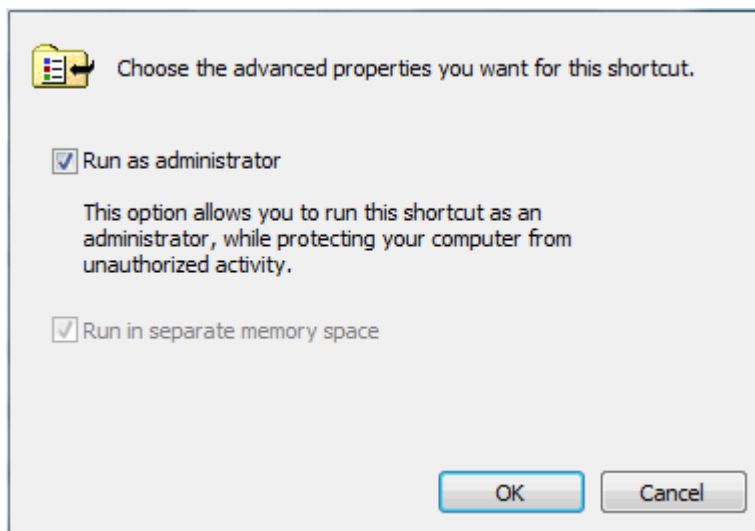 Choose the advanced properties you want for this shortcut.
Run as administrator
This option allows you to run this shortcut as an
administrator, while protecting your computer from
unauthorized activity.
Run in separate memory space
OK Cancel